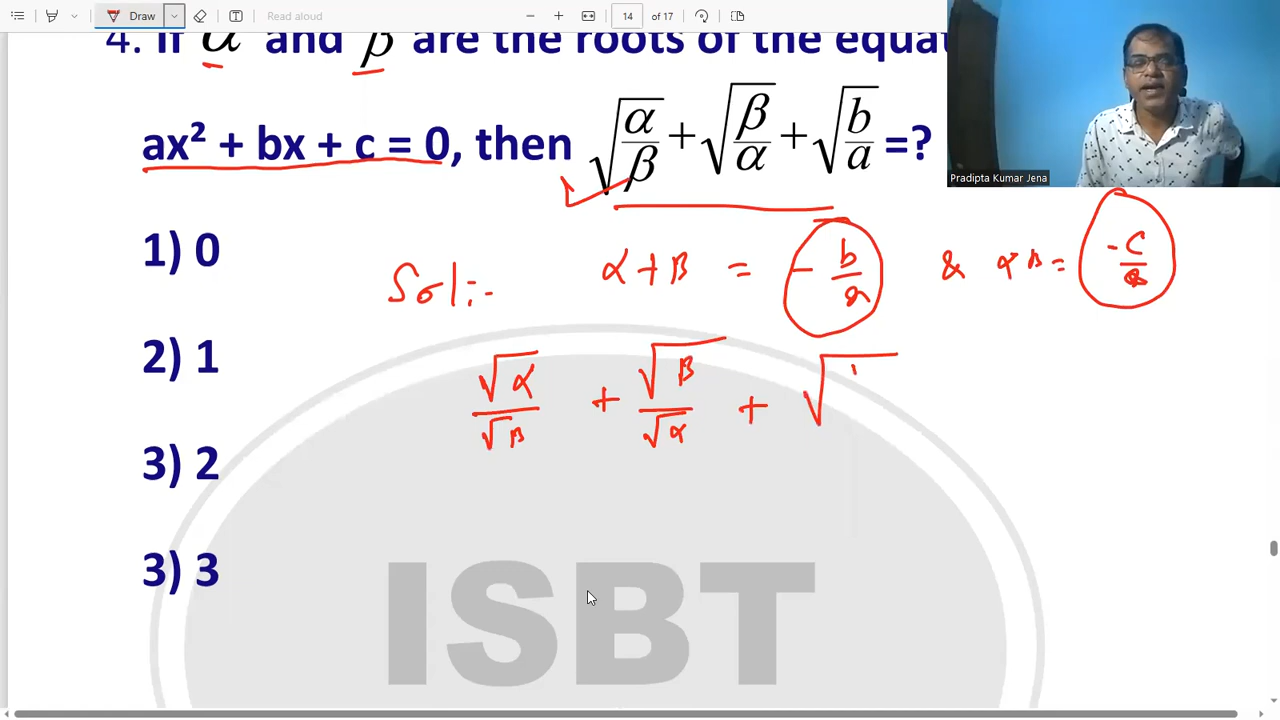 Draw
Read aloud
14 of 17
4. If α and β are the roots of the equat
ax² + bx + c = 0, then √(α/β) + √(β/α) + √(b/a) =?
Pradipta Kumar Jena
1) 0
Sol:- α + β = - b/a & αβ = - c/a
2) 1
√α/√β + √β/√α + √
3) 2
3) 3
ISBT